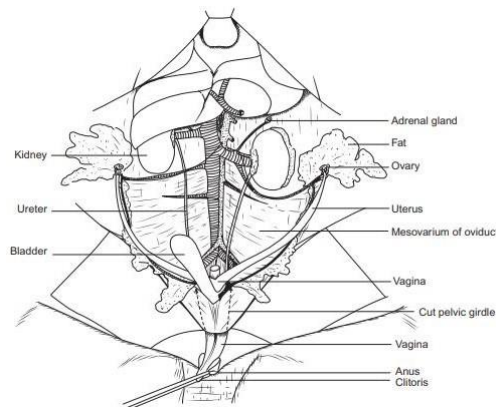 Kidney
Ureter
Bladder
Adrenal gland
Fat
Ovary
Uterus
Mesovarium of oviduc
Vagina
Cut pelvic girdle
Vagina
Anus
Clitoris